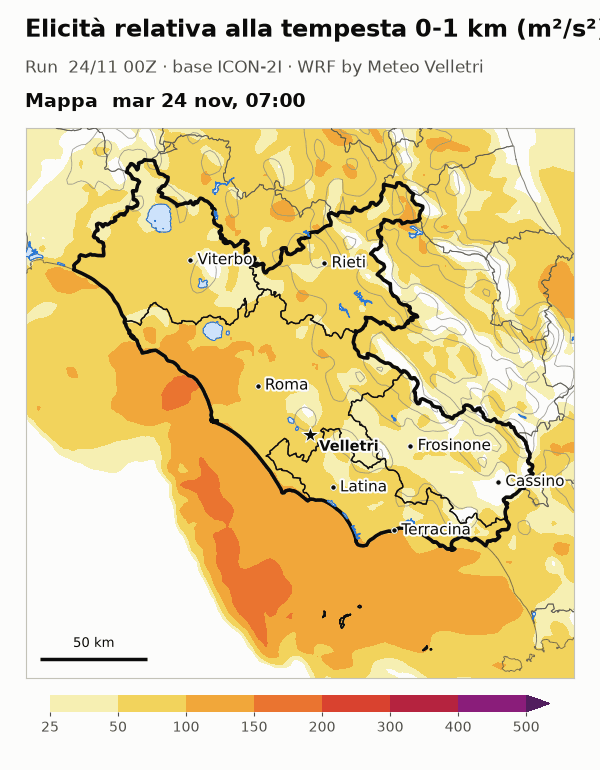 Elicità relativa alla tempesta 0-1 km (m²/s²)
Run 24/11 00Z · base ICON-2I · WRF by Meteo Velletri
Mappa mar 24 nov, 07:00
Viterbo
Rieti
Roma
Velletri
Frosinone
Latina
Cassino
Terracina
50 km
25 50 100 150 200 300 400 500